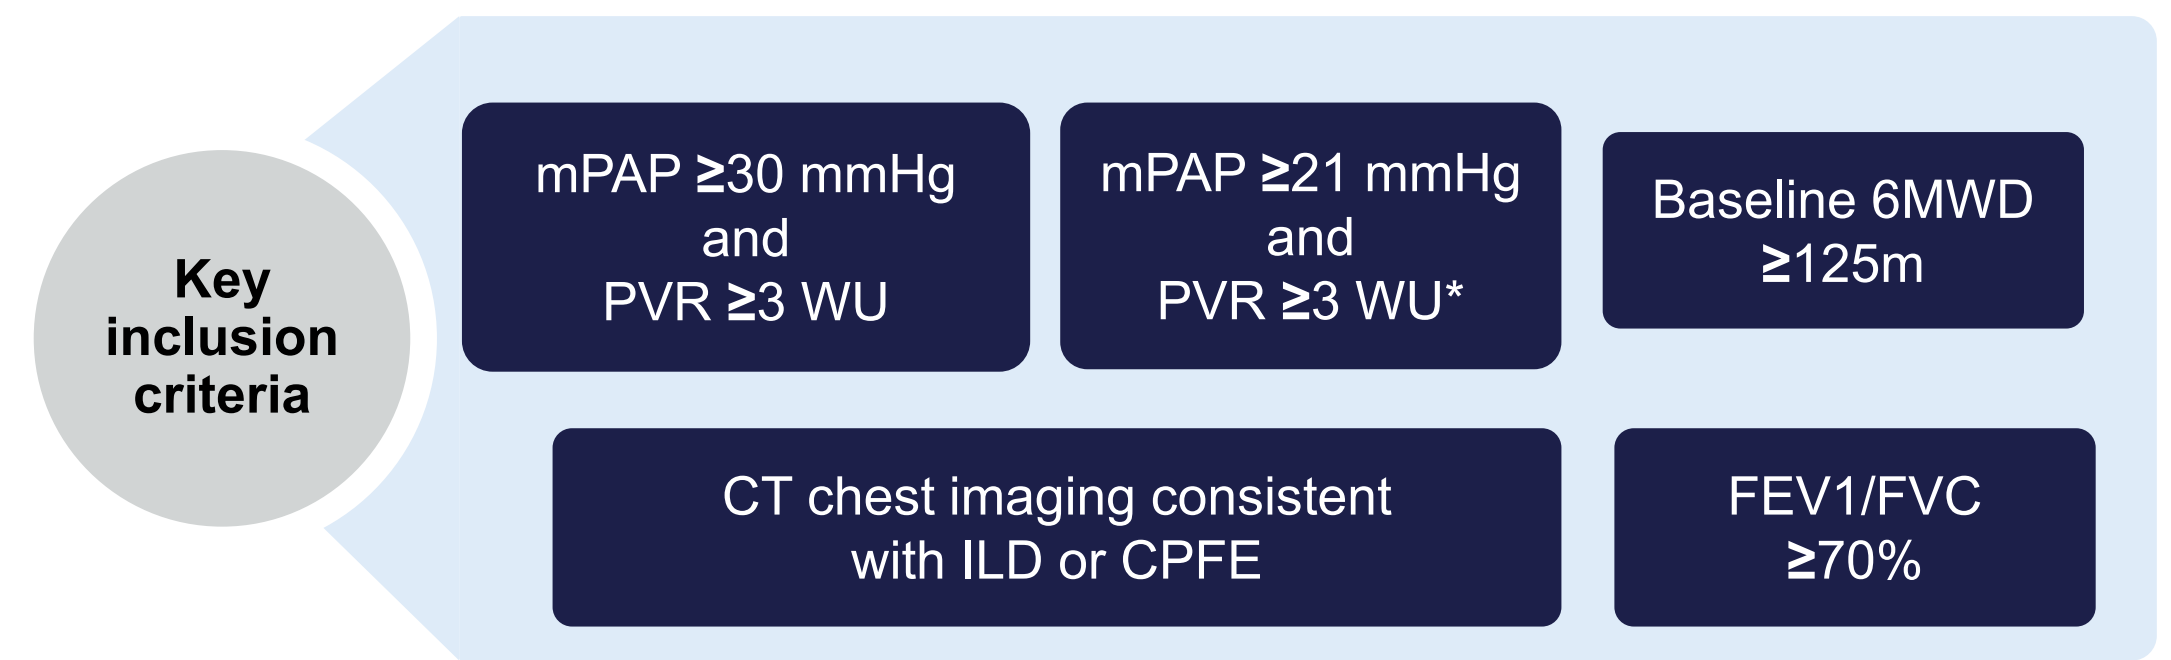 Key
inclusion
criteria
mPAP ≥30 mmHg
and
PVR ≥3 WU
mPAP ≥21 mmHg
and
PVR ≥3 WU*
Baseline 6MWD
≥125m
CT chest imaging consistent
with ILD or CPFE
FEV1/FVC
≥70%